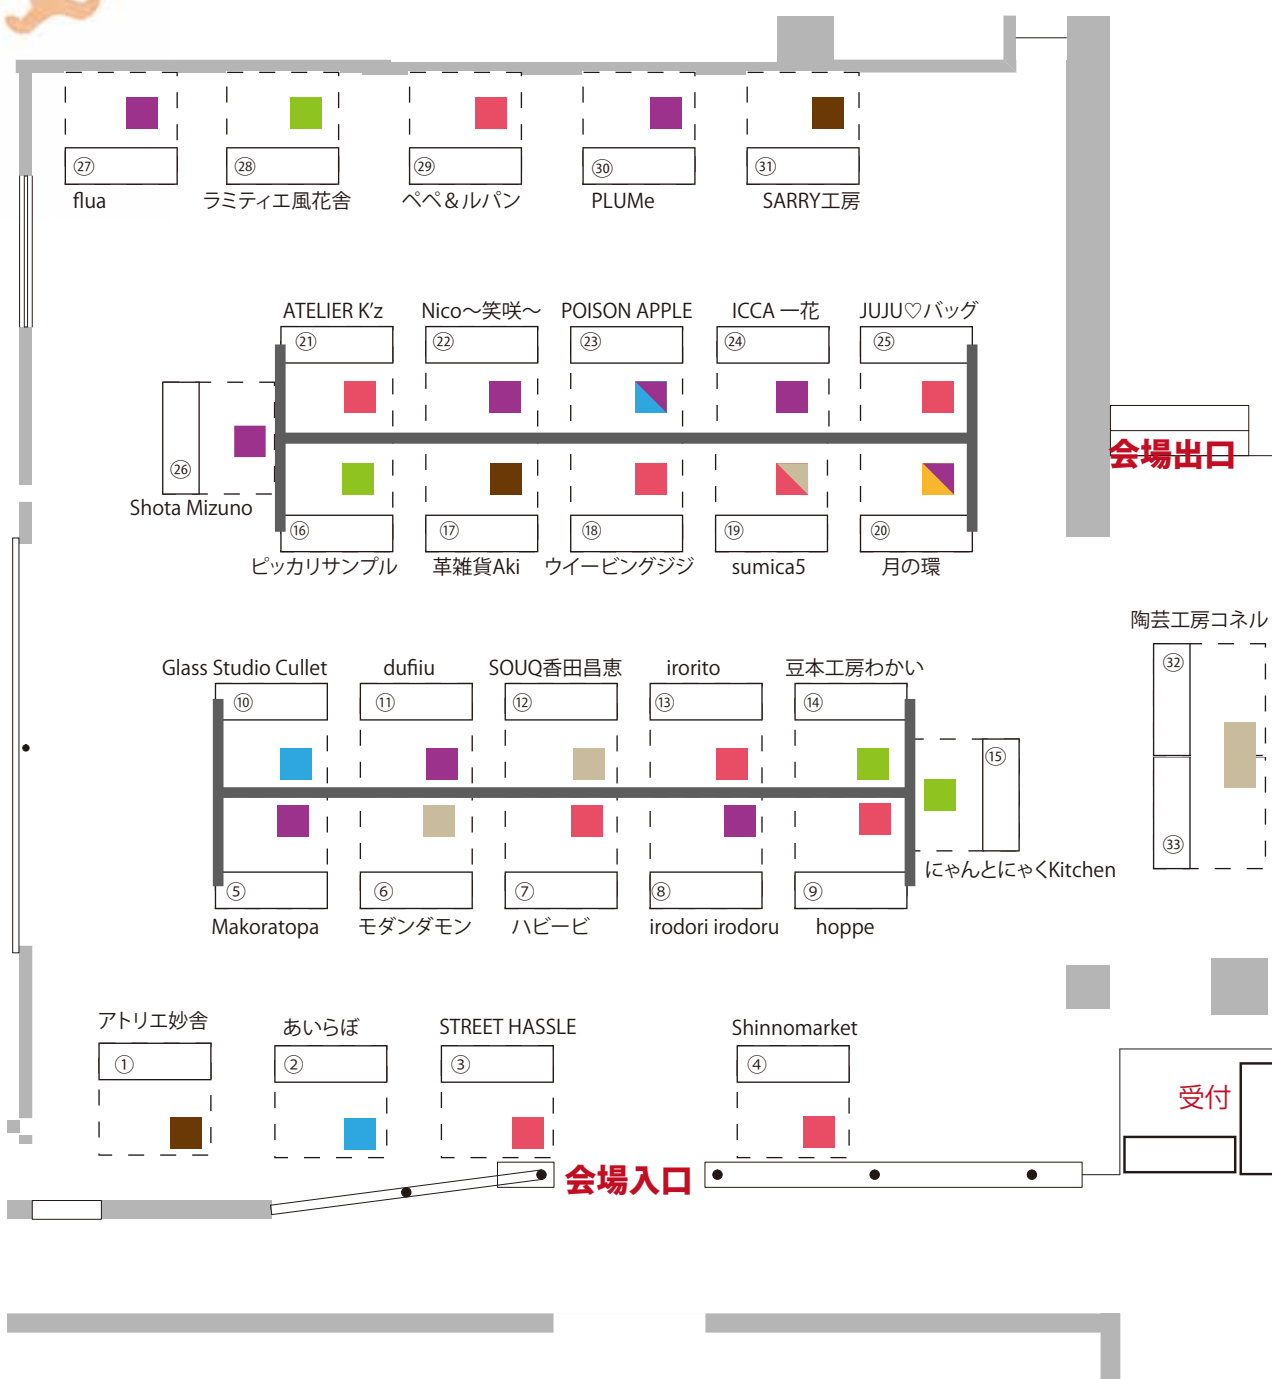 ㉗
㉘
㉙
㉚
㉛
flua
ラミティエ風花舎
ペペ＆ルパン
PLUMe
SARRY工房
ATELIER K'z
Nico～笑咲～
POISON APPLE
ICCA 一花
JUJU♡バッグ
㉑
㉒
㉓
㉔
㉕
会場出口
㉖
Shota Mizuno
⑯
⑰
⑱
⑲
⑳
ピッカリサンプル
革雑貨Aki
ウイービングジジ
sumica5
月の環
陶芸工房コネル
㉜
㉝
Glass Studio Cullet
dufiiu
SOUQ香田昌恵
irorito
豆本工房わかい
⑩
⑪
⑫
⑬
⑭
⑮
にゃんとにゃくKitchen
⑤
⑥
⑦
⑧
⑨
Makoratopa
モダンダモン
ハビービ
irodori irodoru
hoppe
アトリエ妙舎
あいらぼ
STREET HASSLE
Shinnomarket
①
②
③
④
受付
会場入口